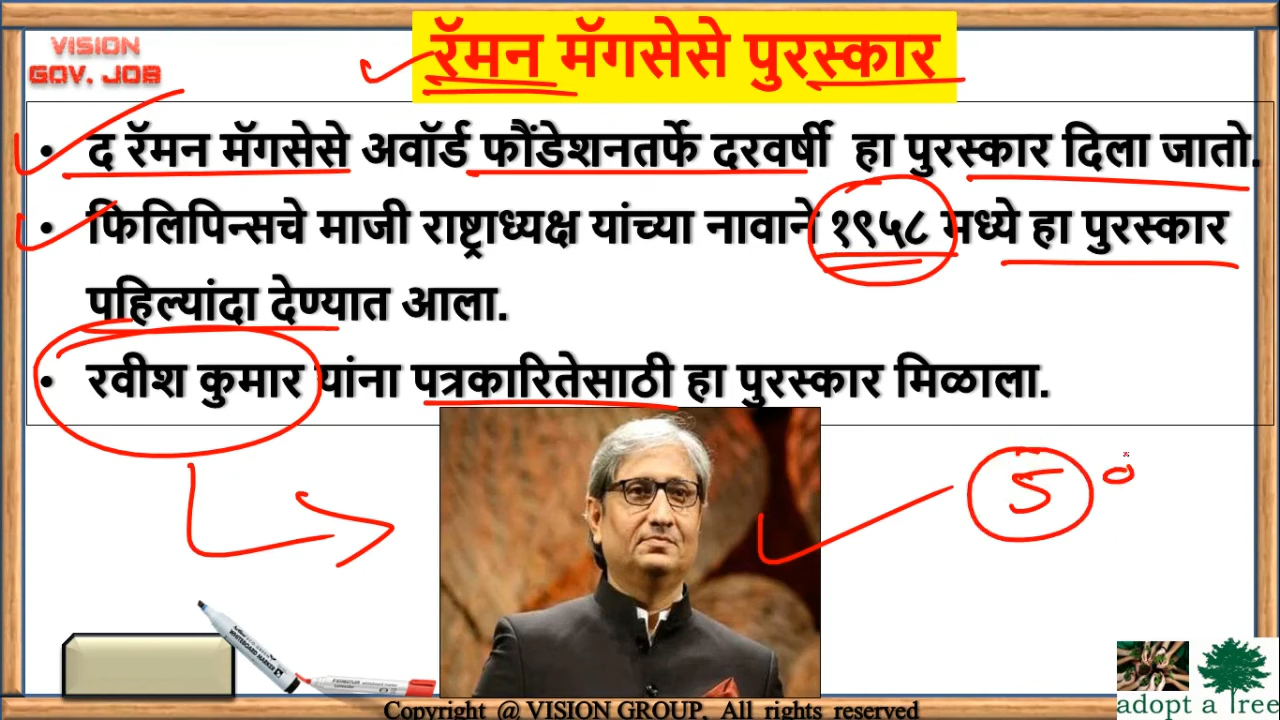 VISION
GOV. JOB
रॅमन मॅगसेसे पुरस्कार
• द रॅमन मॅगसेसे अवॉर्ड फौंडेशनतर्फे दरवर्षी हा पुरस्कार दिला जातो.
• फिलिपिन्सचे माजी राष्ट्राध्यक्ष यांच्या नावाने १९५८ मध्ये हा पुरस्कार
पहिल्यांदा देण्यात आला.
• रवीश कुमार यांना पत्रकारितेसाठी हा पुरस्कार मिळाला.
5
adopt a Tree
Copyright @ VISION GROUP, All rights reserved